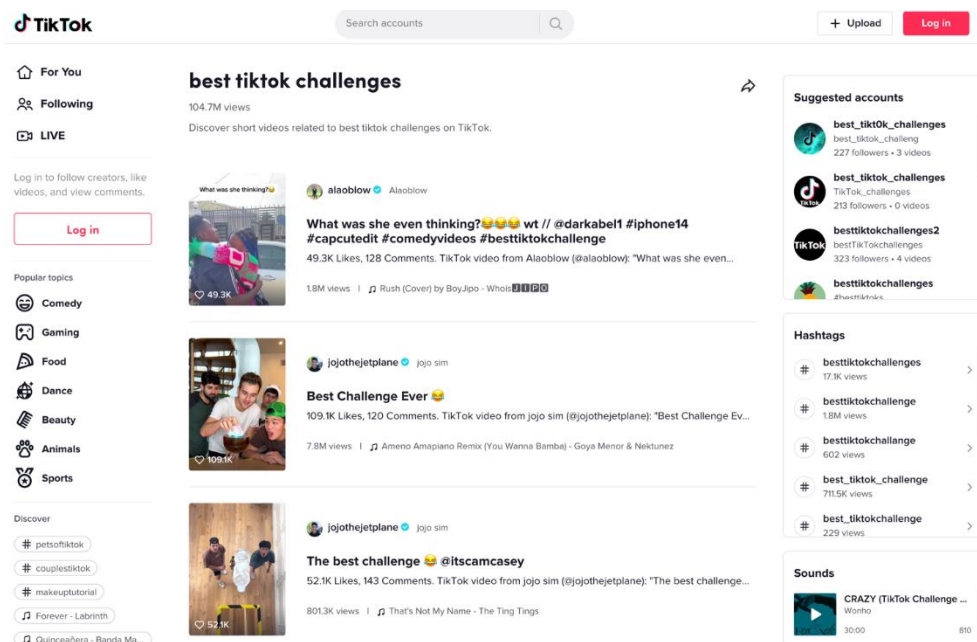 TikTok
Search accounts
+ Upload
Log in
For You
Following
LIVE
Log in to follow creators, like
videos, and view comments.
Log in
Popular topics
Comedy
Gaming
Food
Dance
Beauty
Animals
Sports
Discover
# petsoftiktok
# couplestiktok
# makeuptutorial
Forever - Labrinth
Quinceañera - Banda Ma...
best tiktok challenges
104.7M views
Discover short videos related to best tiktok challenges on TikTok.
What was she thinking?😂
49.3K
alaoblow Alaoblow
What was she even thinking?😂😂😂 wt // @darkabel1 #iphone14
#capcutedit #comedyvideos #besttiktokchallenge
49.3K Likes, 128 Comments. TikTok video from Alaoblow (@alaoblow): "What was she even...
1.8M views | Rush (Cover) by BoyJipo - Whois🅹🅸🅿🅾
109.1K
jojothejetplane jojo sim
Best Challenge Ever 😂
109.1K Likes, 120 Comments. TikTok video from jojo sim (@jojothejetplane): "Best Challenge Ev...
7.8M views | Ameno Amapiano Remix (You Wanna Bamba) - Goya Menor & Nektunez
52.1K
jojothejetplane jojo sim
The best challenge 😂 @itscamcasey
52.1K Likes, 143 Comments. TikTok video from jojo sim (@jojothejetplane): "The best challenge...
801.3K views | That's Not My Name - The Ting Tings
Suggested accounts
best_tikt0k_challenges
best_tiktok_challeng
227 followers • 3 videos
TikTok
best_tiktok_challenges
TikTok_challenges
213 followers • 0 videos
TikTok
besttiktokchallenges2
bestTikTokchallenges
323 followers • 4 videos
besttiktokchallenges
#besttiktoks
Hashtags
# besttiktokchallenges
17.1K views
# besttiktokchallenge
1.8M views
# besttiktokchallange
602 views
# best_tiktok_challenge
711.5K views
# best_tiktokchallenge
229 views
Sounds
CRAZY (TikTok Challenge ...
Wonho
30:00 810